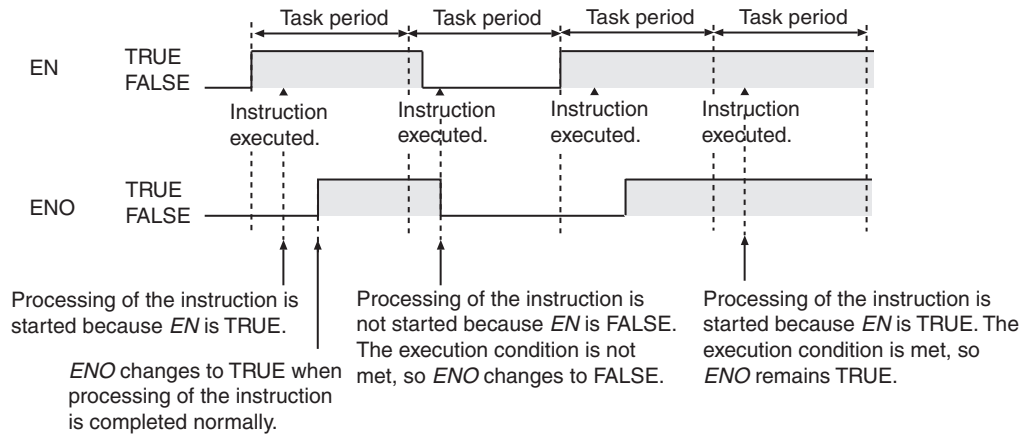 Task period Task period Task period Task period
EN
TRUE
FALSE
Instruction executed.
Instruction executed.
Instruction executed.
Instruction executed.
ENO
TRUE
FALSE
Processing of the instruction is
started because EN is TRUE.
ENO changes to TRUE when
processing of the instruction
is completed normally.
Processing of the instruction is
not started because EN is FALSE.
The execution condition is not
met, so ENO changes to FALSE.
Processing of the instruction is
started because EN is TRUE. The
execution condition is met, so
ENO remains TRUE.